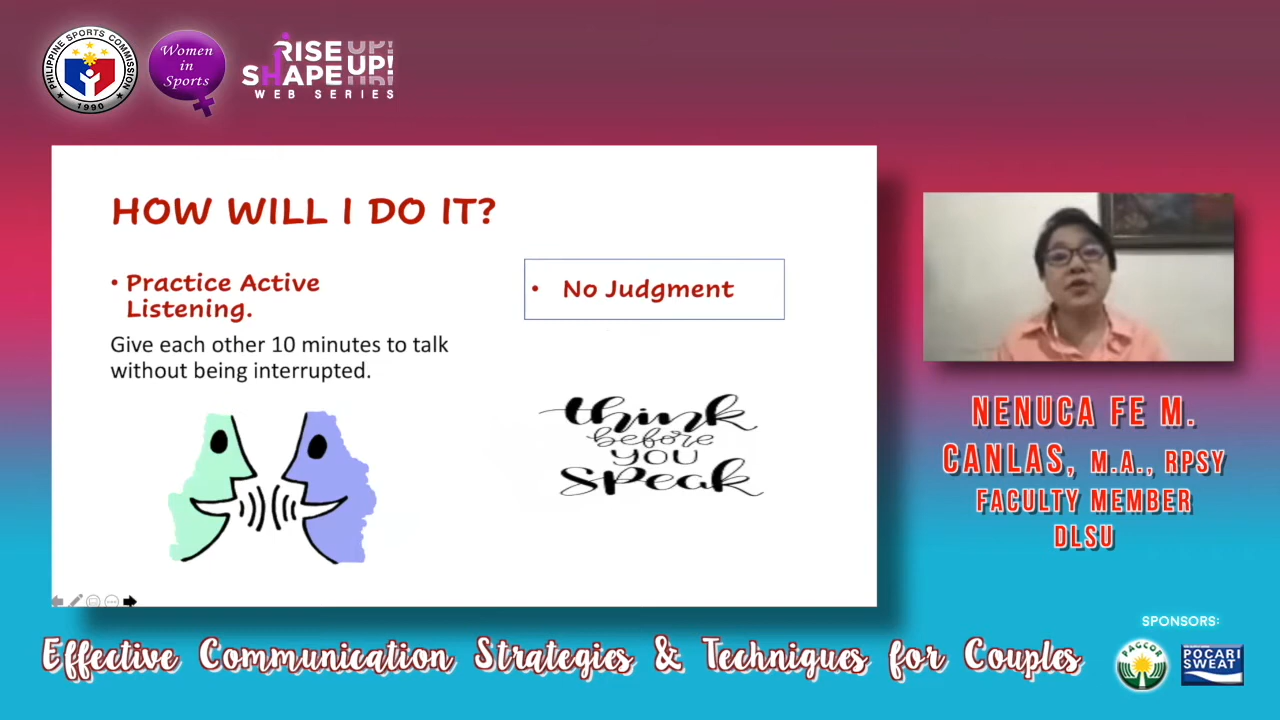 PHILIPPINE SPORTS COMMISSION
1990
Women
in
Sports
RISE UP!
SHAPE UP!
WEB SERIES
HOW WILL I DO IT?
• Practice Active
Listening.
Give each other 10 minutes to talk
without being interrupted.
• No Judgment
think
before
YOU
speak
NENUCA FE M.
CANLAS, M.A., RPSY
FACULTY MEMBER
DLSU
Effective Communication Strategies & Techniques for Couples
SPONSORS:
PAGCOR
POCARI
SWEAT